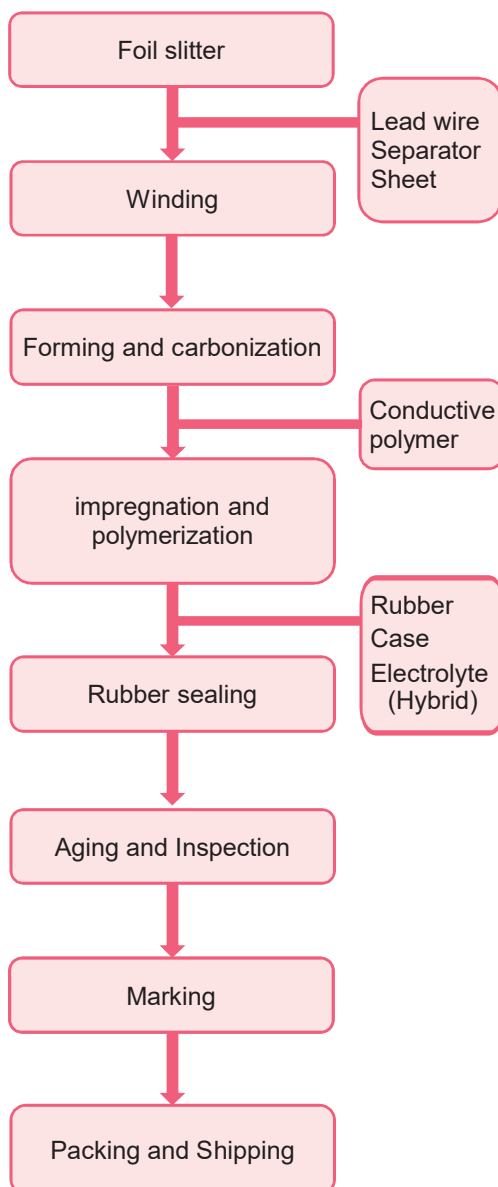 Foil slitter
Lead wire
Separator
Sheet
Winding
Forming and carbonization
Conductive
polymer
impregnation and
polymerization
Rubber
Case
Electrolyte
(Hybrid)
Rubber sealing
Aging and Inspection
Marking
Packing and Shipping